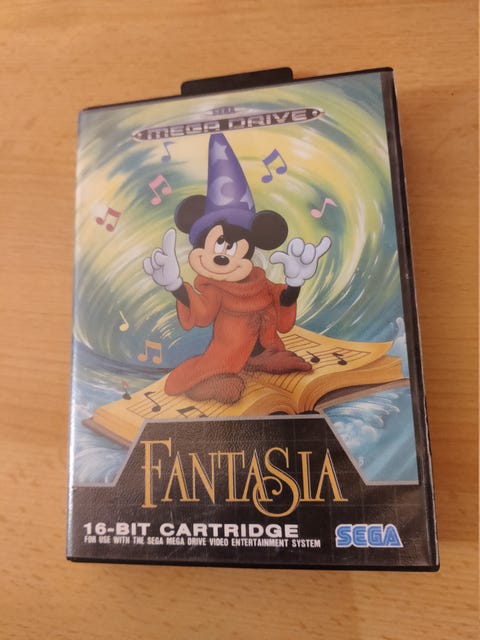 SEGA
MEGA DRIVE
FANTASIA
16-BIT CARTRIDGE
FOR USE WITH THE SEGA MEGA DRIVE VIDEO ENTERTAINMENT SYSTEM
SEGA